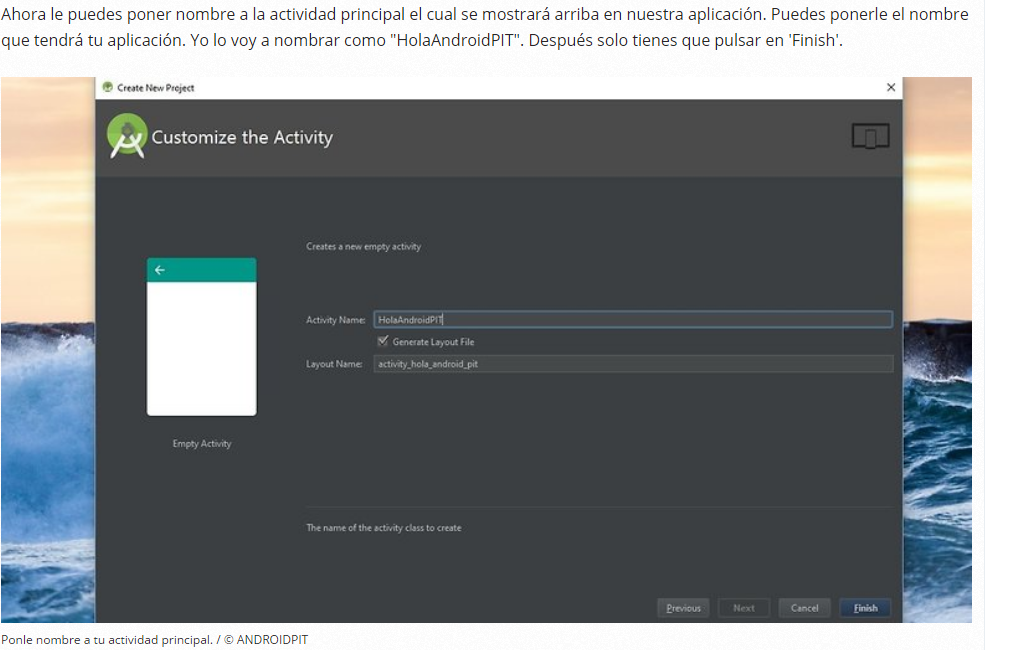 Ahora le puedes poner nombre a la actividad principal el cual se mostrará arriba en nuestra aplicación. Puedes ponerle el nombre
que tendrá tu aplicación. Yo lo voy a nombrar como "HolaAndroidPIT". Después solo tienes que pulsar en 'Finish'.
Create New Project
Customize the Activity
Creates a new empty activity
Activity Name: HolaAndroidPIT
Generate Layout File
Layout Name: activity_hola_android_pit
Empty Activity
The name of the activity class to create
Previous Next Cancel Finish
Ponle nombre a tu actividad principal. / © ANDROIDPIT